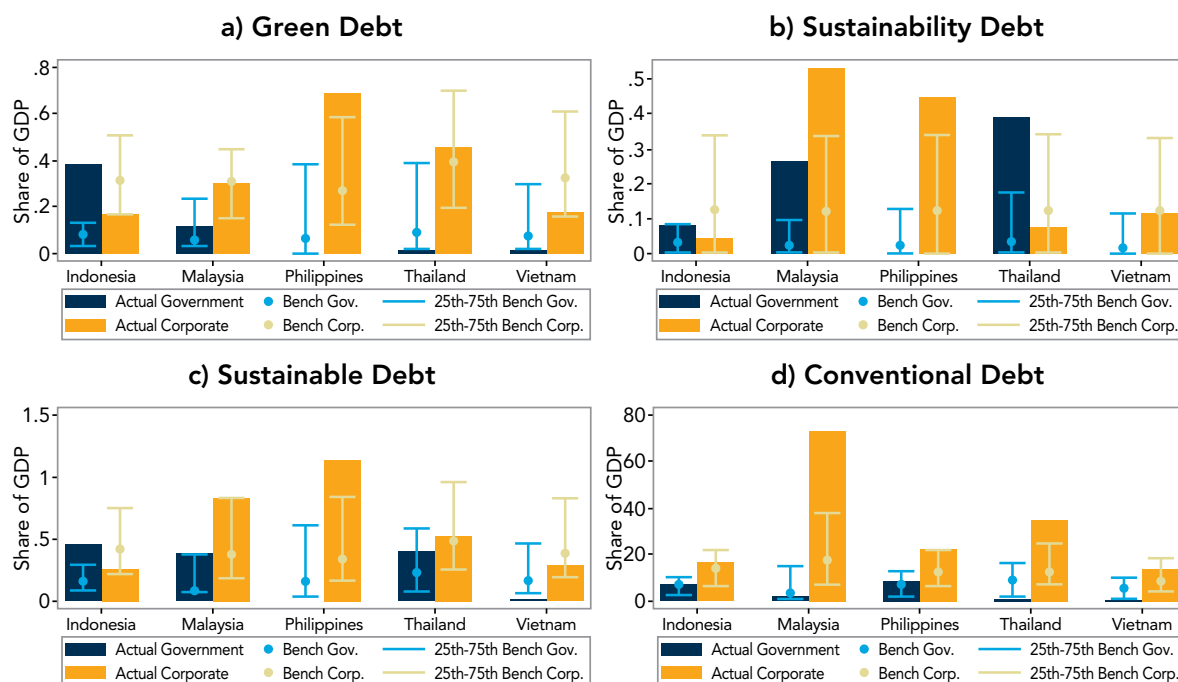 a) Green Debt
Share of GDP
.8
.6
.4
.2
0
Indonesia Malaysia Philippines Thailand Vietnam
Actual Government Bench Gov. 25th-75th Bench Gov.
Actual Corporate Bench Corp. 25th-75th Bench Corp.
b) Sustainability Debt
Share of GDP
.5
.4
.3
.2
.1
0
Indonesia Malaysia Philippines Thailand Vietnam
Actual Government Bench Gov. 25th-75th Bench Gov.
Actual Corporate Bench Corp. 25th-75th Bench Corp.
c) Sustainable Debt
Share of GDP
1.5
1
.5
0
Indonesia Malaysia Philippines Thailand Vietnam
Actual Government Bench Gov. 25th-75th Bench Gov.
Actual Corporate Bench Corp. 25th-75th Bench Corp.
d) Conventional Debt
Share of GDP
80
60
40
20
0
Indonesia Malaysia Philippines Thailand Vietnam
Actual Government Bench Gov. 25th-75th Bench Gov.
Actual Corporate Bench Corp. 25th-75th Bench Corp.